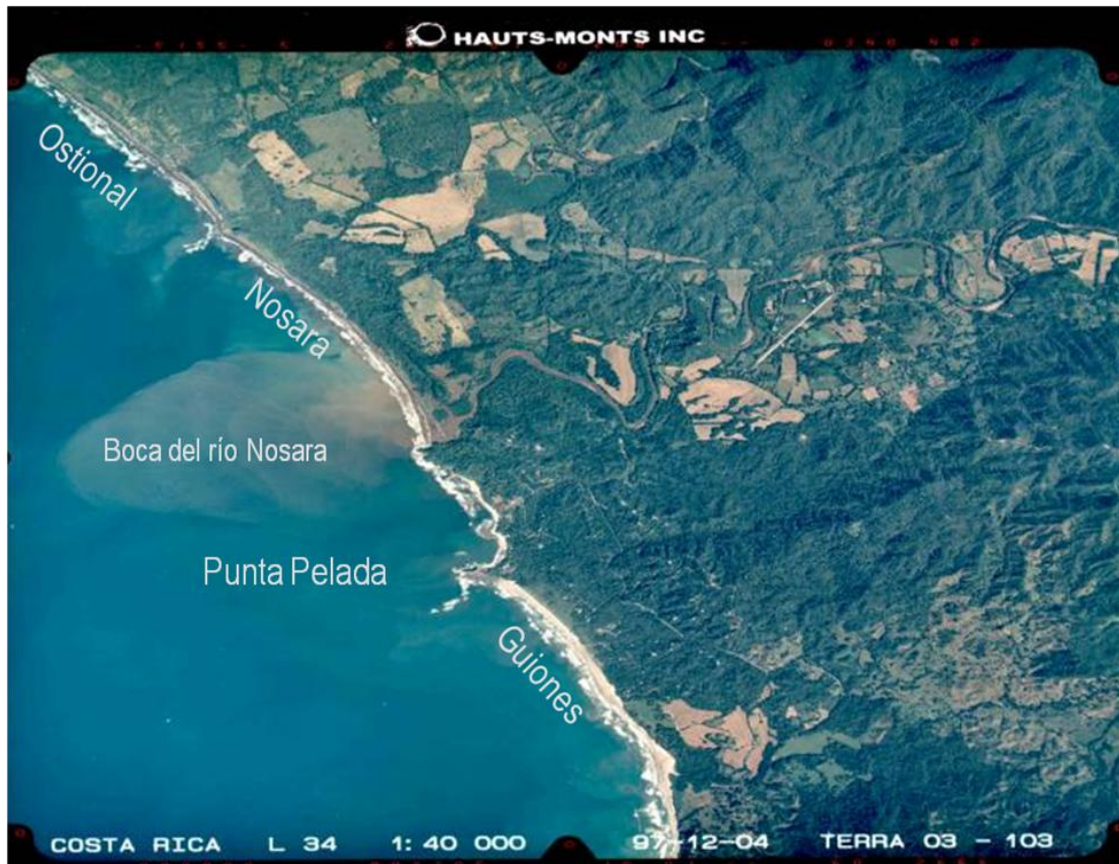 HAUTS-MONTS INC
Ostional
Nosara
Boca del río Nosara
Punta Pelada
Guiones
COSTA RICA L 34 1:40 000 97-12-04 TERRA 03 - 103